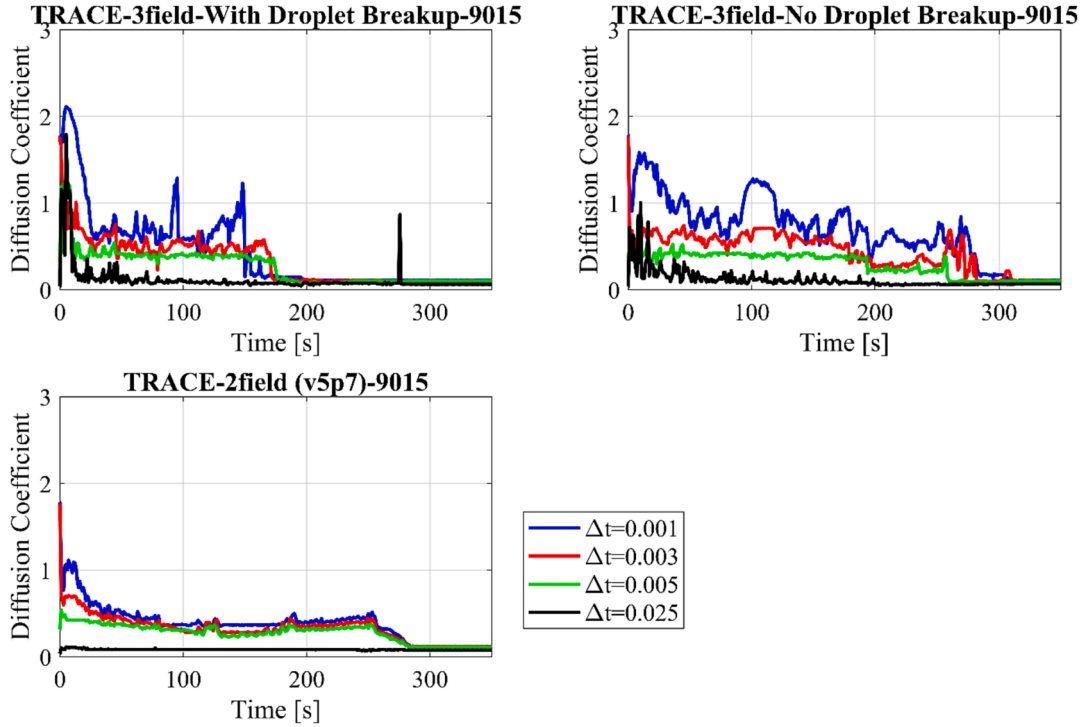 TRACE-3field-With Droplet Breakup-9015
3
2
1
0
Diffusion Coefficient
0 100 200 300
Time [s]
TRACE-3field-No Droplet Breakup-9015
3
2
1
0
Diffusion Coefficient
0 100 200 300
Time [s]
TRACE-2field (v5p7)-9015
3
2
1
0
Diffusion Coefficient
0 100 200 300
Time [s]
Δt=0.001
Δt=0.003
Δt=0.005
Δt=0.025